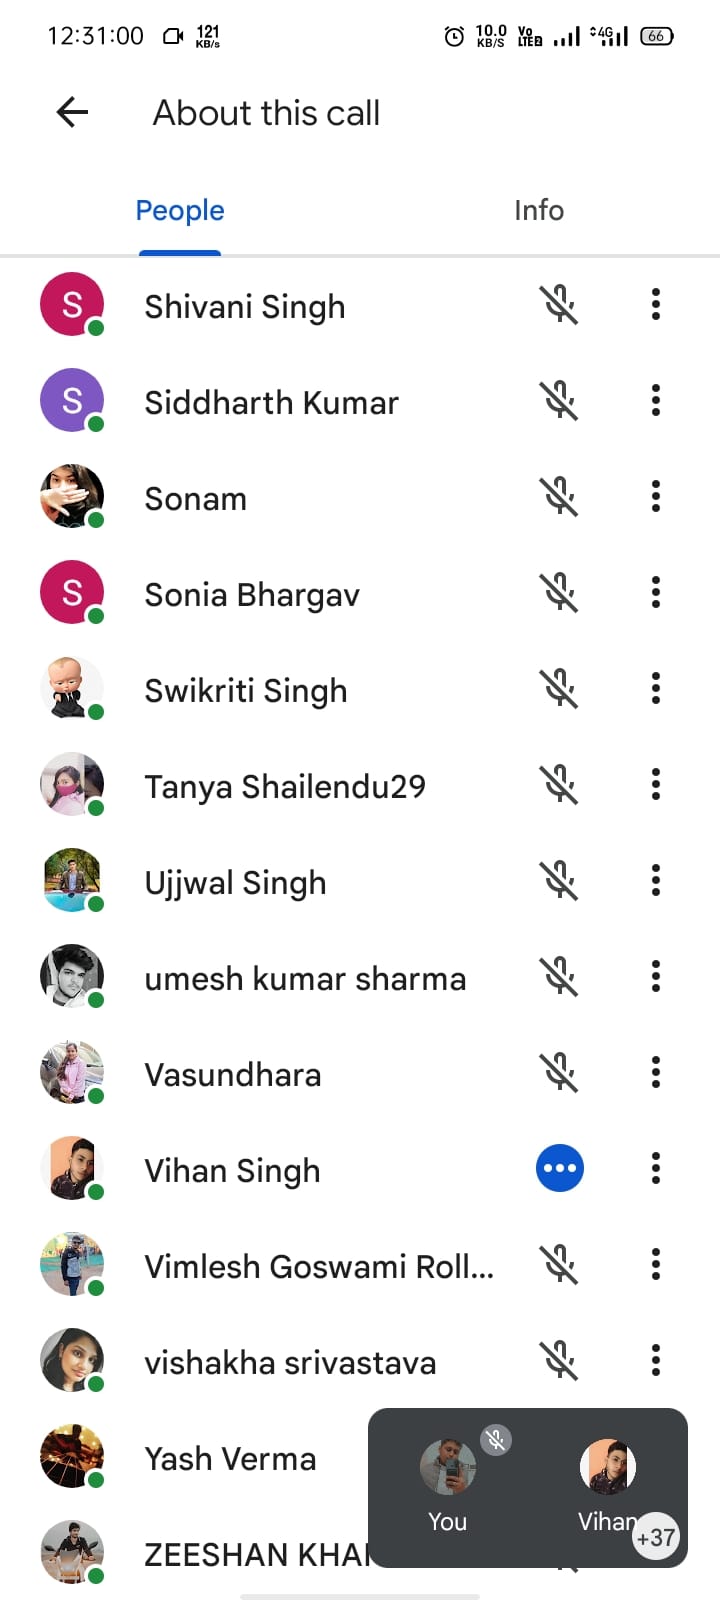 12:31:00 121 KB/s 10.0 KB/S Vo LTE2 4G 66
About this call
People Info
S Shivani Singh
S Siddharth Kumar
Sonam
S Sonia Bhargav
Swikriti Singh
Tanya Shailendu29
Ujjwal Singh
umesh kumar sharma
Vasundhara
Vihan Singh
Vimlesh Goswami Roll...
vishakha srivastava
Yash Verma
You Vihan
+37
ZEESHAN KHA